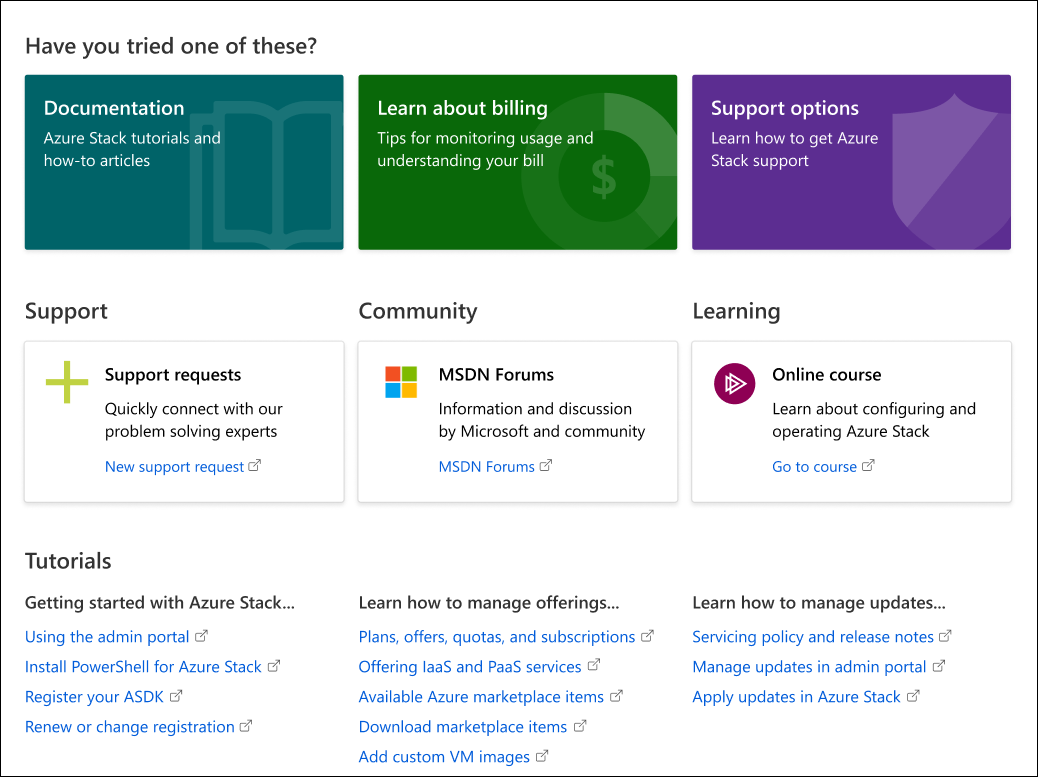 Have you tried one of these?
Documentation
Azure Stack tutorials and
how-to articles
Learn about billing
Tips for monitoring usage and
understanding your bill
$
Support options
Learn how to get Azure
Stack support
Support
Support requests
Quickly connect with our
problem solving experts
New support request
Community
MSDN Forums
Information and discussion
by Microsoft and community
MSDN Forums
Learning
Online course
Learn about configuring and
operating Azure Stack
Go to course
Tutorials
Getting started with Azure Stack...
Using the admin portal
Install PowerShell for Azure Stack
Register your ASDK
Renew or change registration
Learn how to manage offerings...
Plans, offers, quotas, and subscriptions
Offering IaaS and PaaS services
Available Azure marketplace items
Download marketplace items
Add custom VM images
Learn how to manage updates...
Servicing policy and release notes
Manage updates in admin portal
Apply updates in Azure Stack